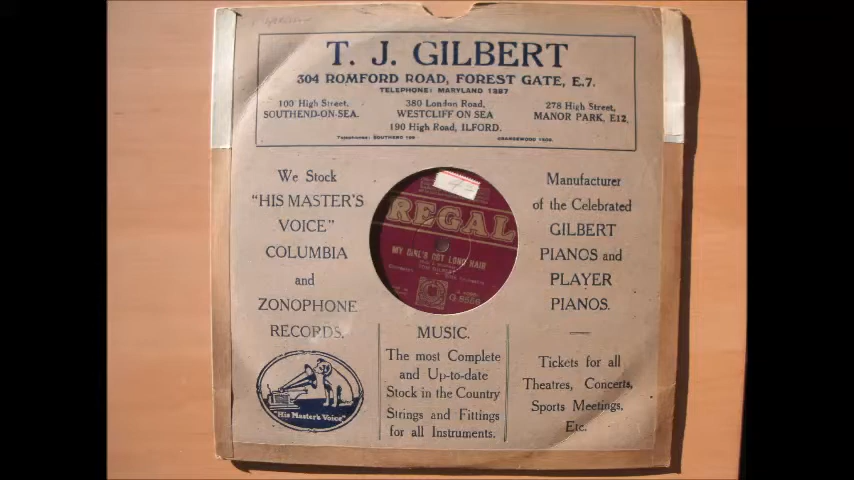 T. J. GILBERT
304 ROMFORD ROAD, FOREST GATE, E.7.
TELEPHONE: MARYLAND 1387
100 High Street,
SOUTHEND-ON-SEA.
380 London Road,
WESTCLIFF ON SEA
278 High Street,
MANOR PARK, E12.
190 High Road, ILFORD.
We Stock
"HIS MASTER'S
VOICE"
COLUMBIA
and
ZONOPHONE
RECORDS.
"His Master's Voice"
REGAL
MY GIRL'S GOT LONG HAIR
Manufacturer
of the Celebrated
GILBERT
PIANOS and
PLAYER
PIANOS.
MUSIC.
The most Complete
and Up-to-date
Stock in the Country
Strings and Fittings
for all Instruments.
Tickets for all
Theatres, Concerts,
Sports Meetings,
Etc.